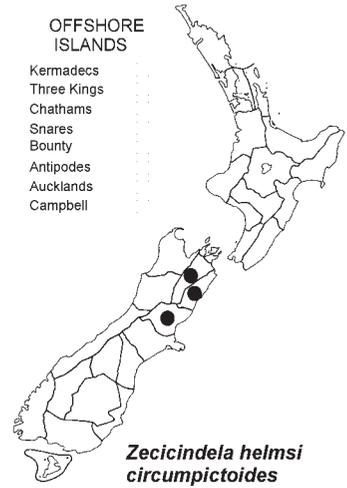 OFFSHORE
ISLANDS
Kermadecs
Three Kings
Chathams
Snares
Bounty
Antipodes
Aucklands
Campbell
Zecicindela helmsi
circumpictoides